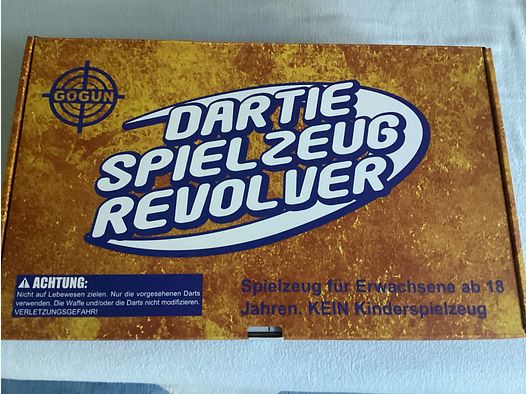 GOGUN
DARTIE
SPIELZEUG
REVOLVER
ACHTUNG:
Nicht auf Lebewesen zielen. Nur die vorgesehenen Darts
verwenden. Die Waffe und/oder die Darts nicht modifizieren.
VERLETZUNGSGEFAHR!
Spielzeug für Erwachsene ab 18
Jahren. KEIN Kinderspielzeug